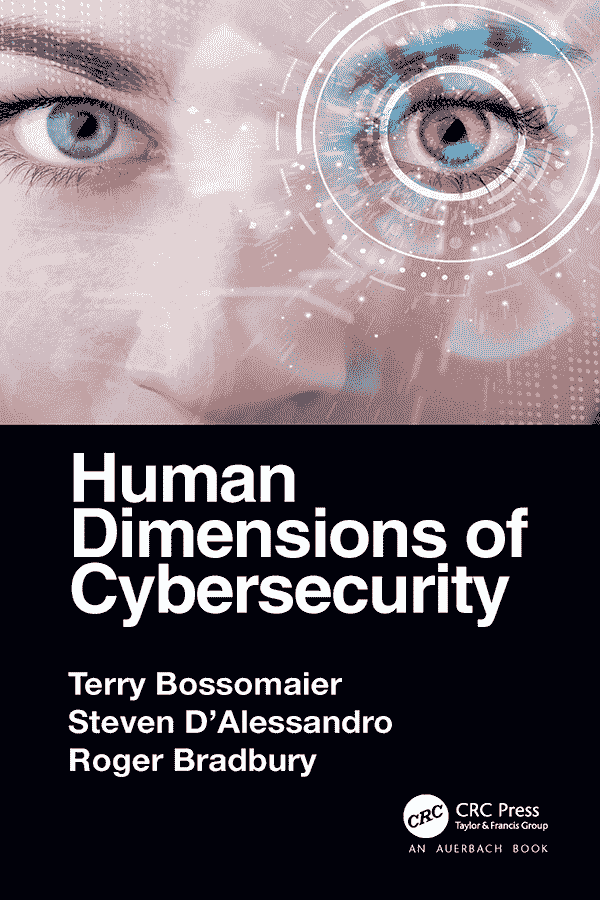 Human
Dimensions of
Cybersecurity
Terry Bossomaier
Steven D’Alessandro
Roger Bradbury
CRC
CRC Press
Taylor & Francis Group
AN AUERBACH BOOK